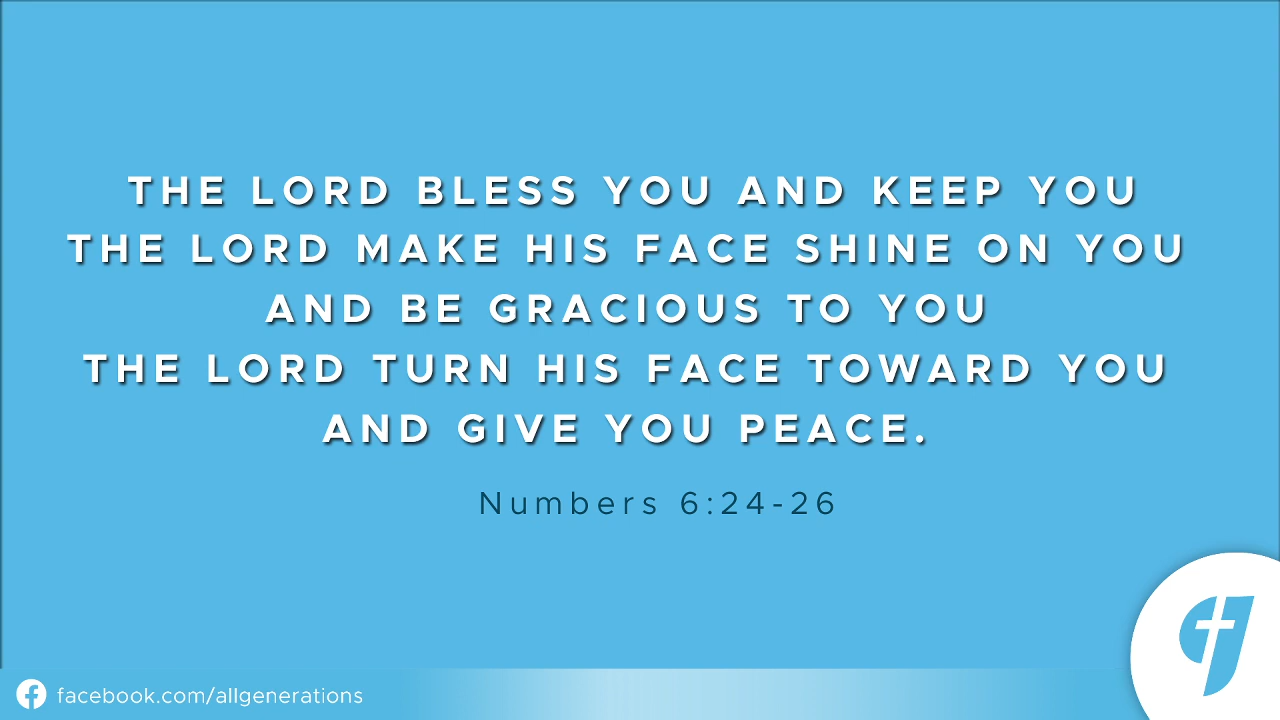 THE LORD BLESS YOU AND KEEP YOU
THE LORD MAKE HIS FACE SHINE ON YOU
AND BE GRACIOUS TO YOU
THE LORD TURN HIS FACE TOWARD YOU
AND GIVE YOU PEACE.
Numbers 6:24-26
facebook.com/allgenerations